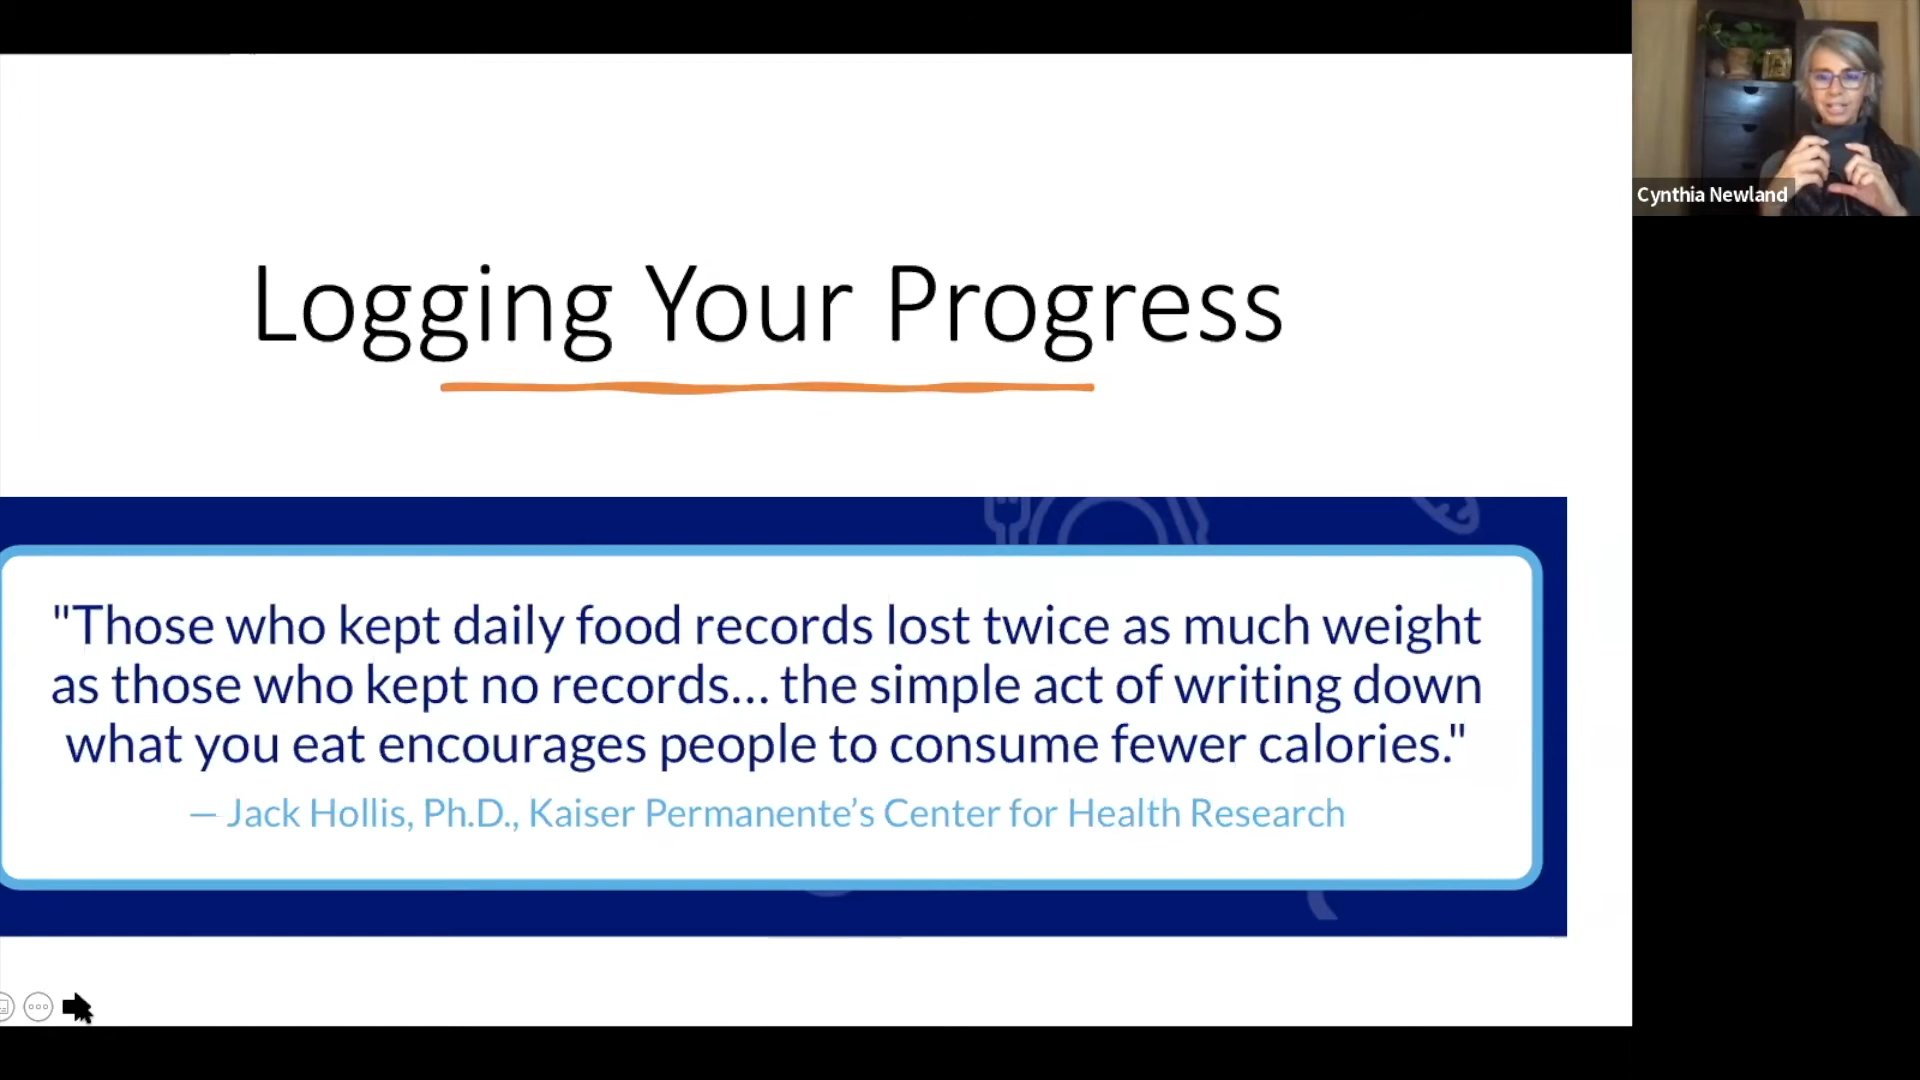 Logging Your Progress
"Those who kept daily food records lost twice as much weight
as those who kept no records... the simple act of writing down
what you eat encourages people to consume fewer calories."
— Jack Hollis, Ph.D., Kaiser Permanente’s Center for Health Research
Cynthia Newland